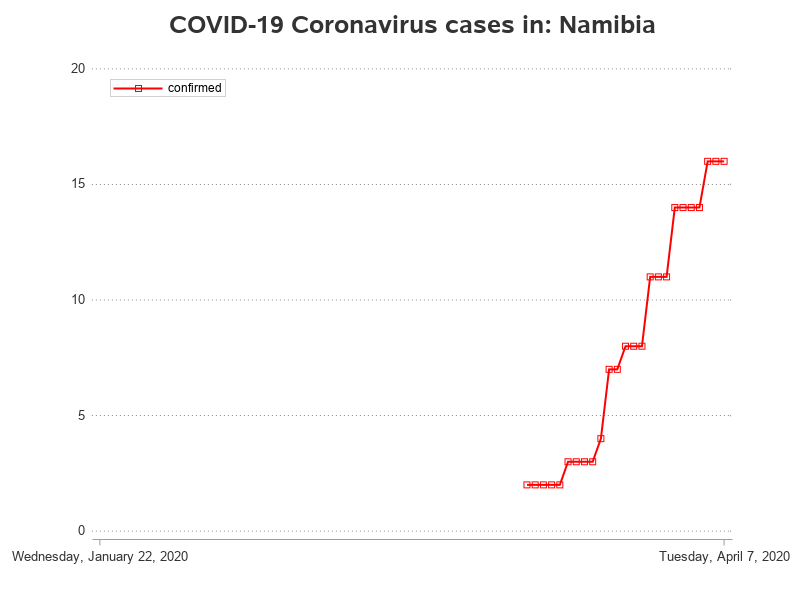 COVID-19 Coronavirus cases in: Namibia
20
confirmed
15
10
5
0
Wednesday, January 22, 2020 Tuesday, April 7, 2020